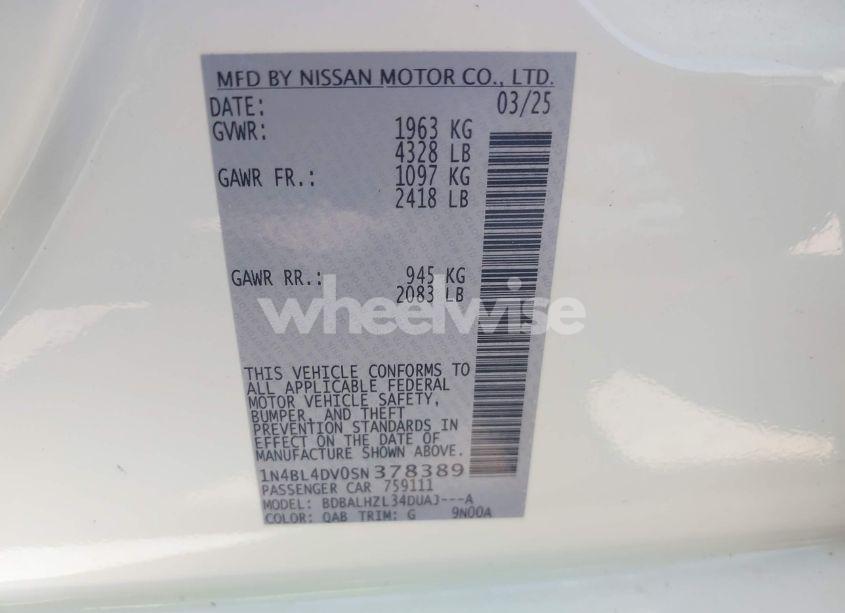 MFD BY NISSAN MOTOR CO., LTD.
DATE: 03/25
GVWR: 1963 KG
4328 LB
GAWR FR.: 1097 KG
2418 LB
GAWR RR.: 945 KG
2083 LB
wheelwise
THIS VEHICLE CONFORMS TO
ALL APPLICABLE FEDERAL
MOTOR VEHICLE SAFETY,
BUMPER, AND THEFT
PREVENTION STANDARDS IN
EFFECT ON THE DATE OF
MANUFACTURE SHOWN ABOVE.
1N4BL4DV0SN378389
PASSENGER CAR 759111
MODEL: BDBALHZL34DUAJ---A
COLOR: QAB TRIM: G 9N00A